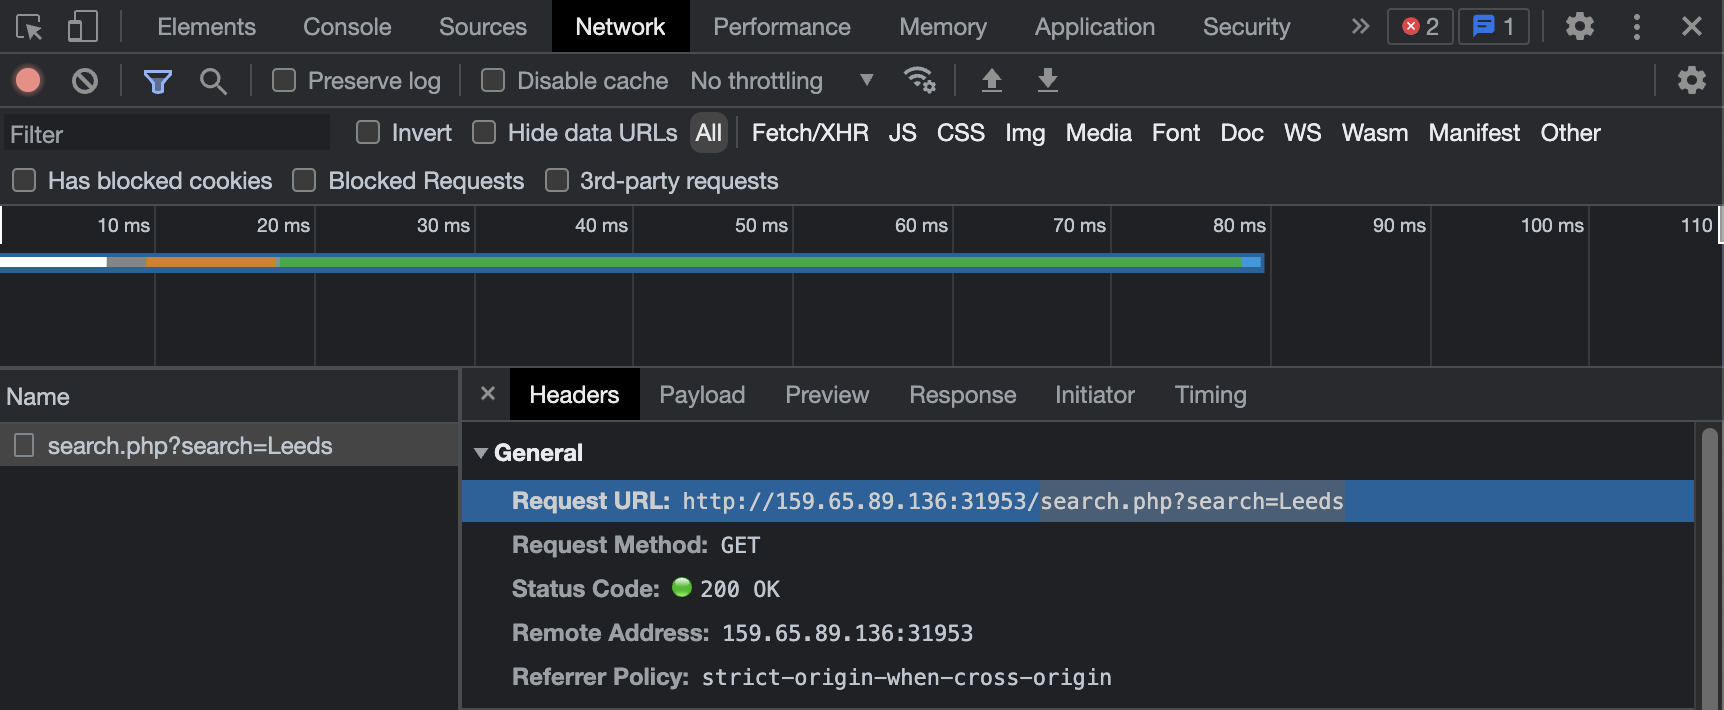 Elements Console Sources Network Performance Memory Application Security » 2 1
Preserve log Disable cache No throttling
Filter Invert Hide data URLs All Fetch/XHR JS CSS Img Media Font Doc WS Wasm Manifest Other
Has blocked cookies Blocked Requests 3rd-party requests
10 ms 20 ms 30 ms 40 ms 50 ms 60 ms 70 ms 80 ms 90 ms 100 ms 110
Name × Headers Payload Preview Response Initiator Timing
search.php?search=Leeds
General
Request URL: http://159.65.89.136:31953/search.php?search=Leeds
Request Method: GET
Status Code: 200 OK
Remote Address: 159.65.89.136:31953
Referrer Policy: strict-origin-when-cross-origin